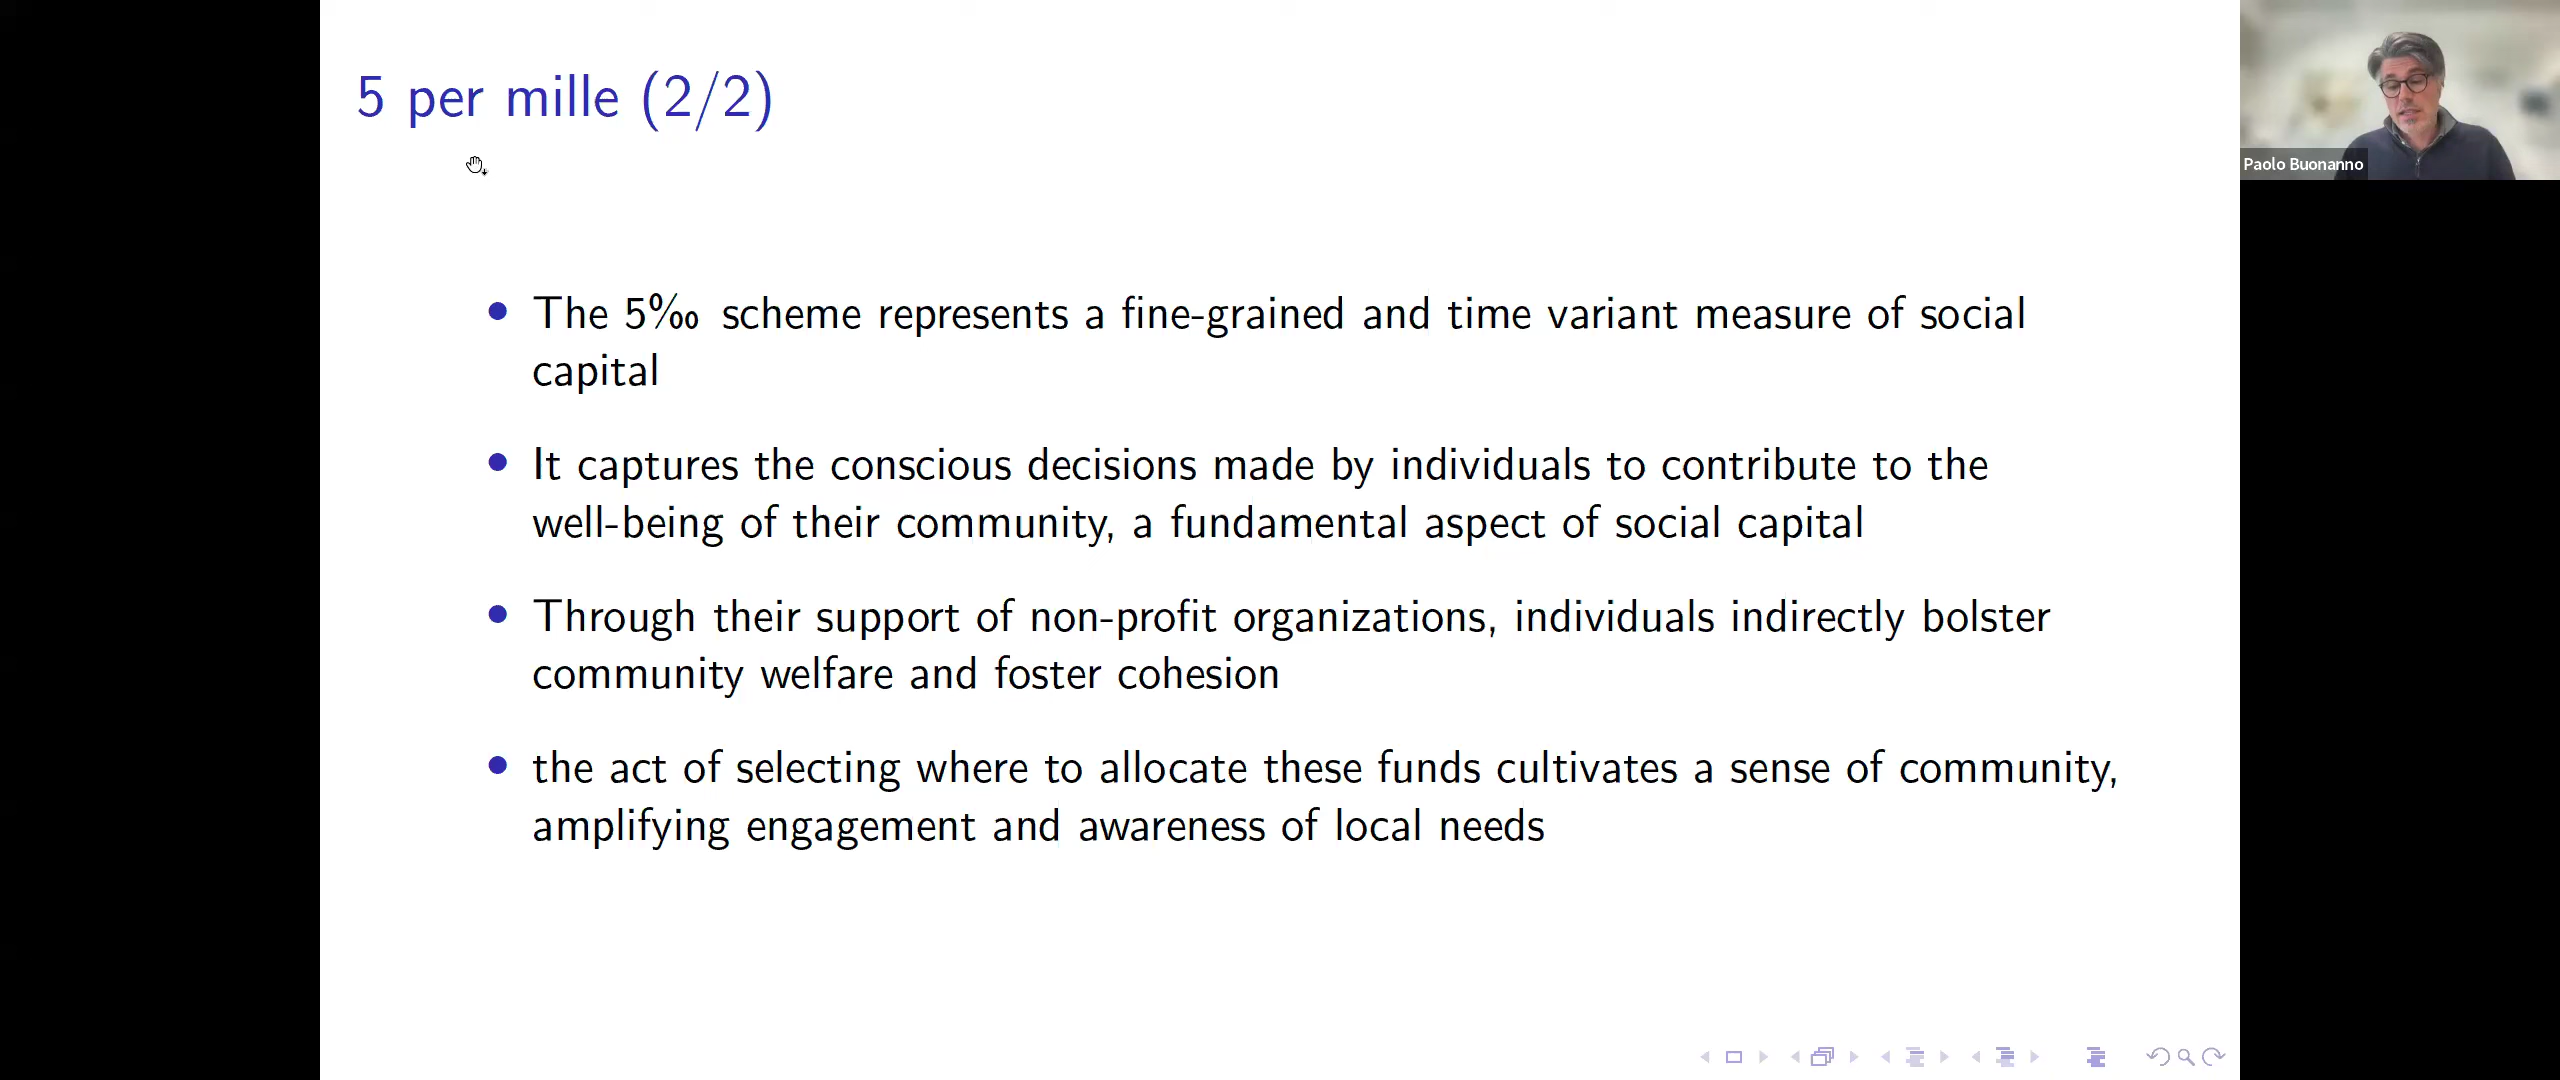 5 per mille (2/2)
Paolo Buonanno
• The 5‰ scheme represents a fine-grained and time variant measure of social
capital
• It captures the conscious decisions made by individuals to contribute to the
well-being of their community, a fundamental aspect of social capital
• Through their support of non-profit organizations, individuals indirectly bolster
community welfare and foster cohesion
• the act of selecting where to allocate these funds cultivates a sense of community,
amplifying engagement and awareness of local needs